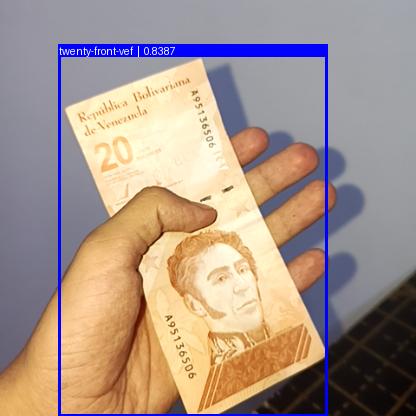 twenty-front-vef | 0.8387
República Bolivariana
de Venezuela
A95136506
20
A95136506